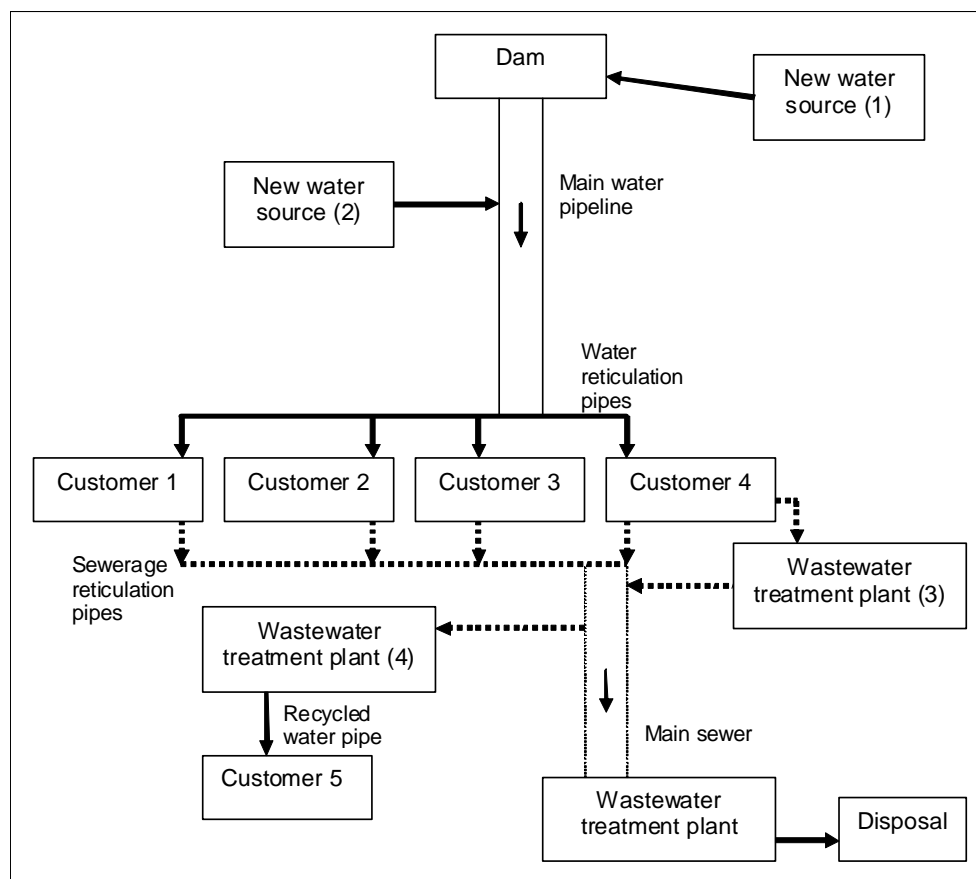 Dam
New water
source (1)
New water
source (2)
Main water
pipeline
Water
reticulation
pipes
Customer 1
Customer 2
Customer 3
Customer 4
Sewerage
reticulation
pipes
Wastewater
treatment plant (3)
Wastewater
treatment plant (4)
Recycled
water pipe
Main sewer
Customer 5
Wastewater
treatment plant
Disposal